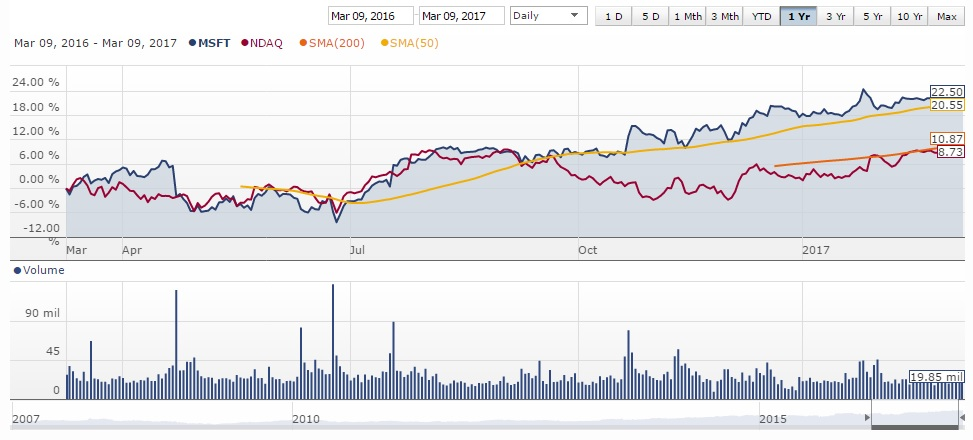 Mar 09, 2016 - Mar 09, 2017 Daily 1 D 5 D 1 Mth 3 Mth YTD 1 Yr 3 Yr 5 Yr 10 Yr Max
Mar 09, 2016 - Mar 09, 2017 MSFT NDAQ SMA(200) SMA(50)
24.00 %
22.50
20.55
18.00 %
12.00 %
10.87
8.73
6.00 %
0.00 %
-6.00 %
-12.00
%
Mar Apr Jul Oct 2017
Volume
90 mil
45
19.85 mil
0
2007 2010 2015